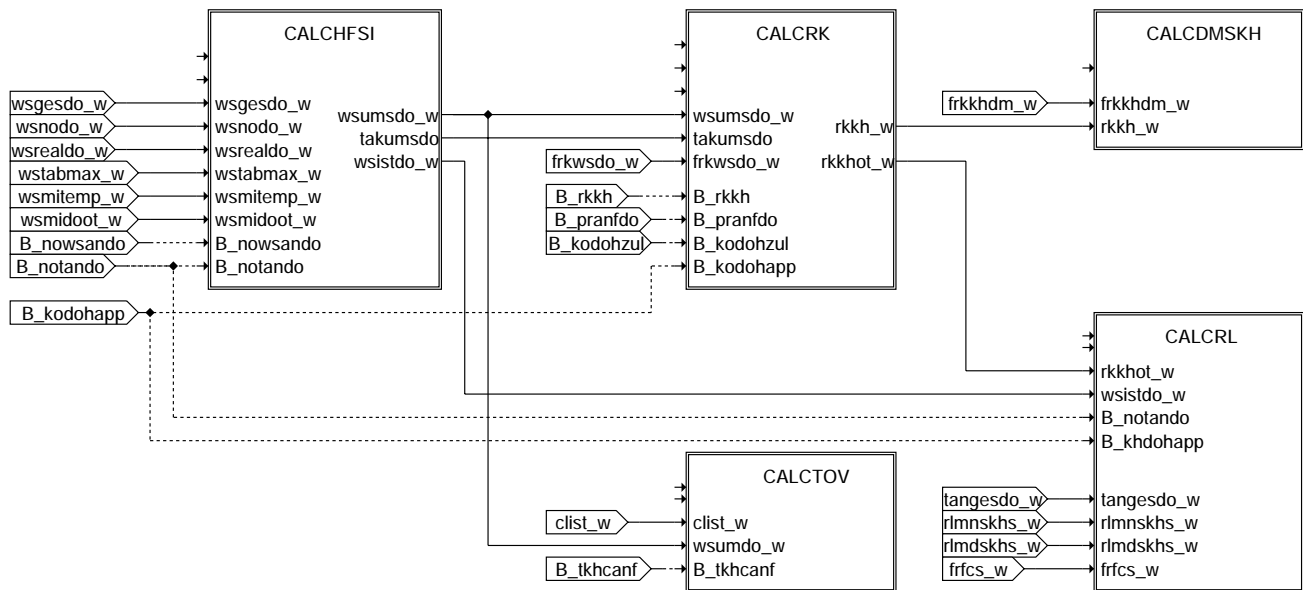 CALCHFSI
wsgesdo_w
wsnodo_w
wsrealdo_w
wstabmax_w
wsmitemp_w
wsmidoot_w
B_nowsando
B_notando
B_kodohapp
wsgesdo_w
wsnodo_w
wsrealdo_w
wstabmax_w
wsmitemp_w
wsmidoot_w
B_nowsando
B_notando
wsumsdo_w
takumsdo
wsistdo_w
CALCRK
frkwsdo_w
B_rkkh
B_pranfdo
B_kodohzul
wsumsdo_w
takumsdo
frkwsdo_w
B_rkkh
B_pranfdo
B_kodohzul
B_kodohapp
rkkh_w
rkkhot_w
CALCDMSKH
frkkhdm_w
frkkhdm_w
rkkh_w
CALCTOV
clist_w
B_tkhcanf
clist_w
wsumdo_w
B_tkhcanf
CALCRL
tangesdo_w
rlmnskhs_w
rlmdskhs_w
frfcs_w
rkkhot_w
wsistdo_w
B_notando
B_khdohapp
tangesdo_w
rlmnskhs_w
rlmdskhs_w
frfcs_w